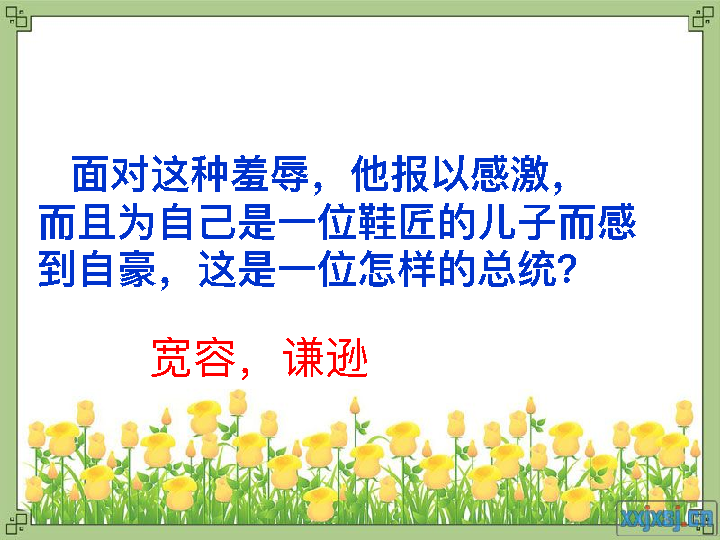 面对这种羞辱，他报以感激，
而且为自己是一位鞋匠的儿子而感
到自豪，这是一位怎样的总统？
宽容，谦逊
xxjxsj.cn